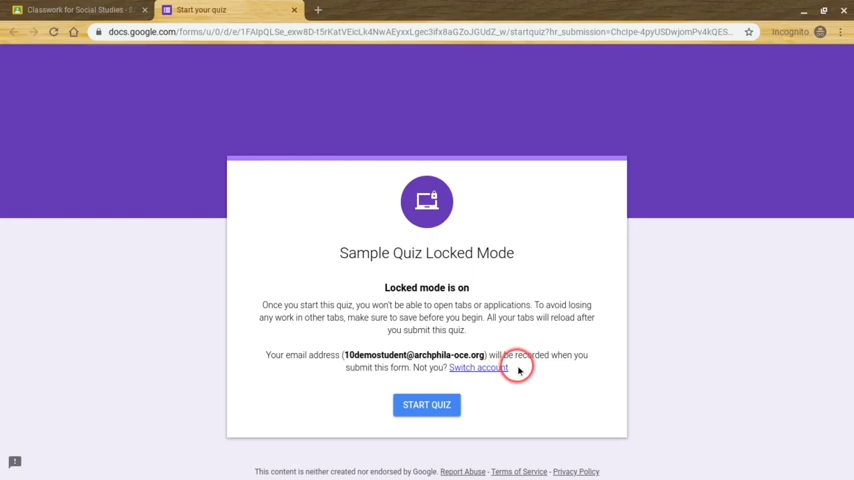 Classwork for Social Studies - S
Start your quiz
docs.google.com/forms/u/0/d/e/1FAIpQLSe_exw8D-t5rKatVEicLk4NwAEyxxLgec3ifx8aGZoJGUdZ_w/startquiz?hr_submission=Chcipe-4pyUSDwjomPv4kQES...
Incognito
Sample Quiz Locked Mode
Locked mode is on
Once you start this quiz, you won't be able to open tabs or applications. To avoid losing
any work in other tabs, make sure to save before you begin. All your tabs will reload after
you submit this quiz.
Your email address (10demostudent@archphila-oce.org) will be recorded when you
submit this form. Not you? Switch account
START QUIZ
This content is neither created nor endorsed by Google. Report Abuse - Terms of Service - Privacy Policy